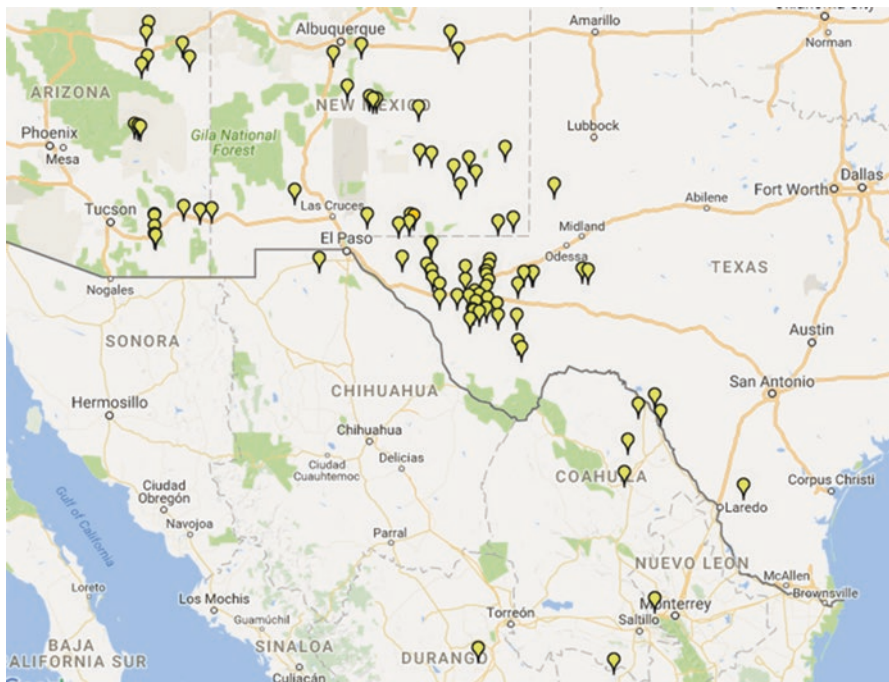 Albuquerque
Amarillo
Norman
ARIZONA
NEW MEXICO
Phoenix
Mesa
Gila National
Forest
Lubbock
Dallas
Fort Worth
Abilene
Tucson
Las Cruces
Midland
Odessa
El Paso
TEXAS
Nogales
SONORA
Austin
San Antonio
CHIHUAHUA
Hermosillo
Chihuahua
Ciudad
Cuauhtemoc
Delicias
COAHUILA
Ciudad
Obregón
Corpus Christi
Gulf of California
Laredo
Navojoa
Parral
NUEVO LEON
McAllen
Brownsville
Loreto
Los Mochis
Monterrey
Guamúchil
Torreón
Saltillo
BAJA
CALIFORNIA SUR
SINALOA
DURANGO
Culiacán